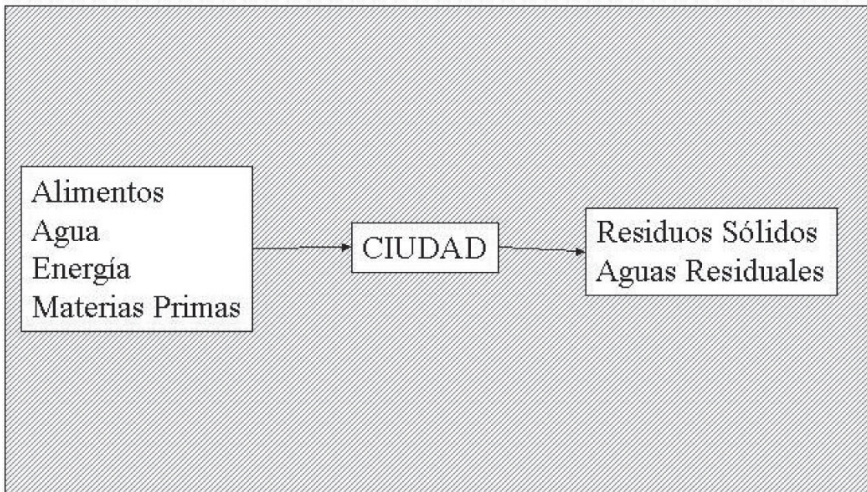 Alimentos
Agua
Energía
Materias Primas
CIUDAD
Residuos Sólidos
Aguas Residuales